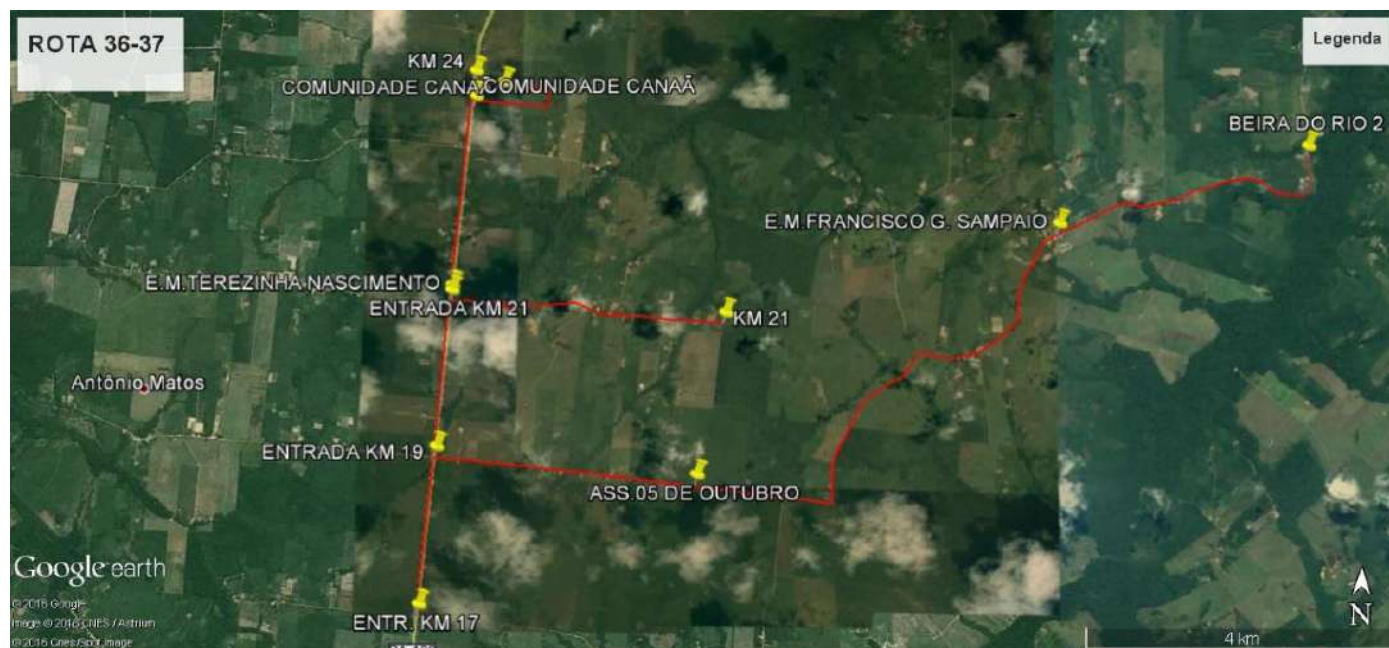 ROTA 36-37
Legenda
KM 24
COMUNIDADE CANA
COMUNIDADE CANAÃ
BEIRA DO RIO 2
E.M.FRANCISCO G. SAMPAIO
E.M.TEREZINHA NASCIMENTO
ENTRADA KM 21
KM 21
Antônio Matos
ENTRADA KM 19
ASS.05 DE OUTUBRO
Google earth
© 2016 Google
Image © 2016 CNES / Astrium
© 2016 Cnes/Spot Image
ENTR. KM 17
4 km
N